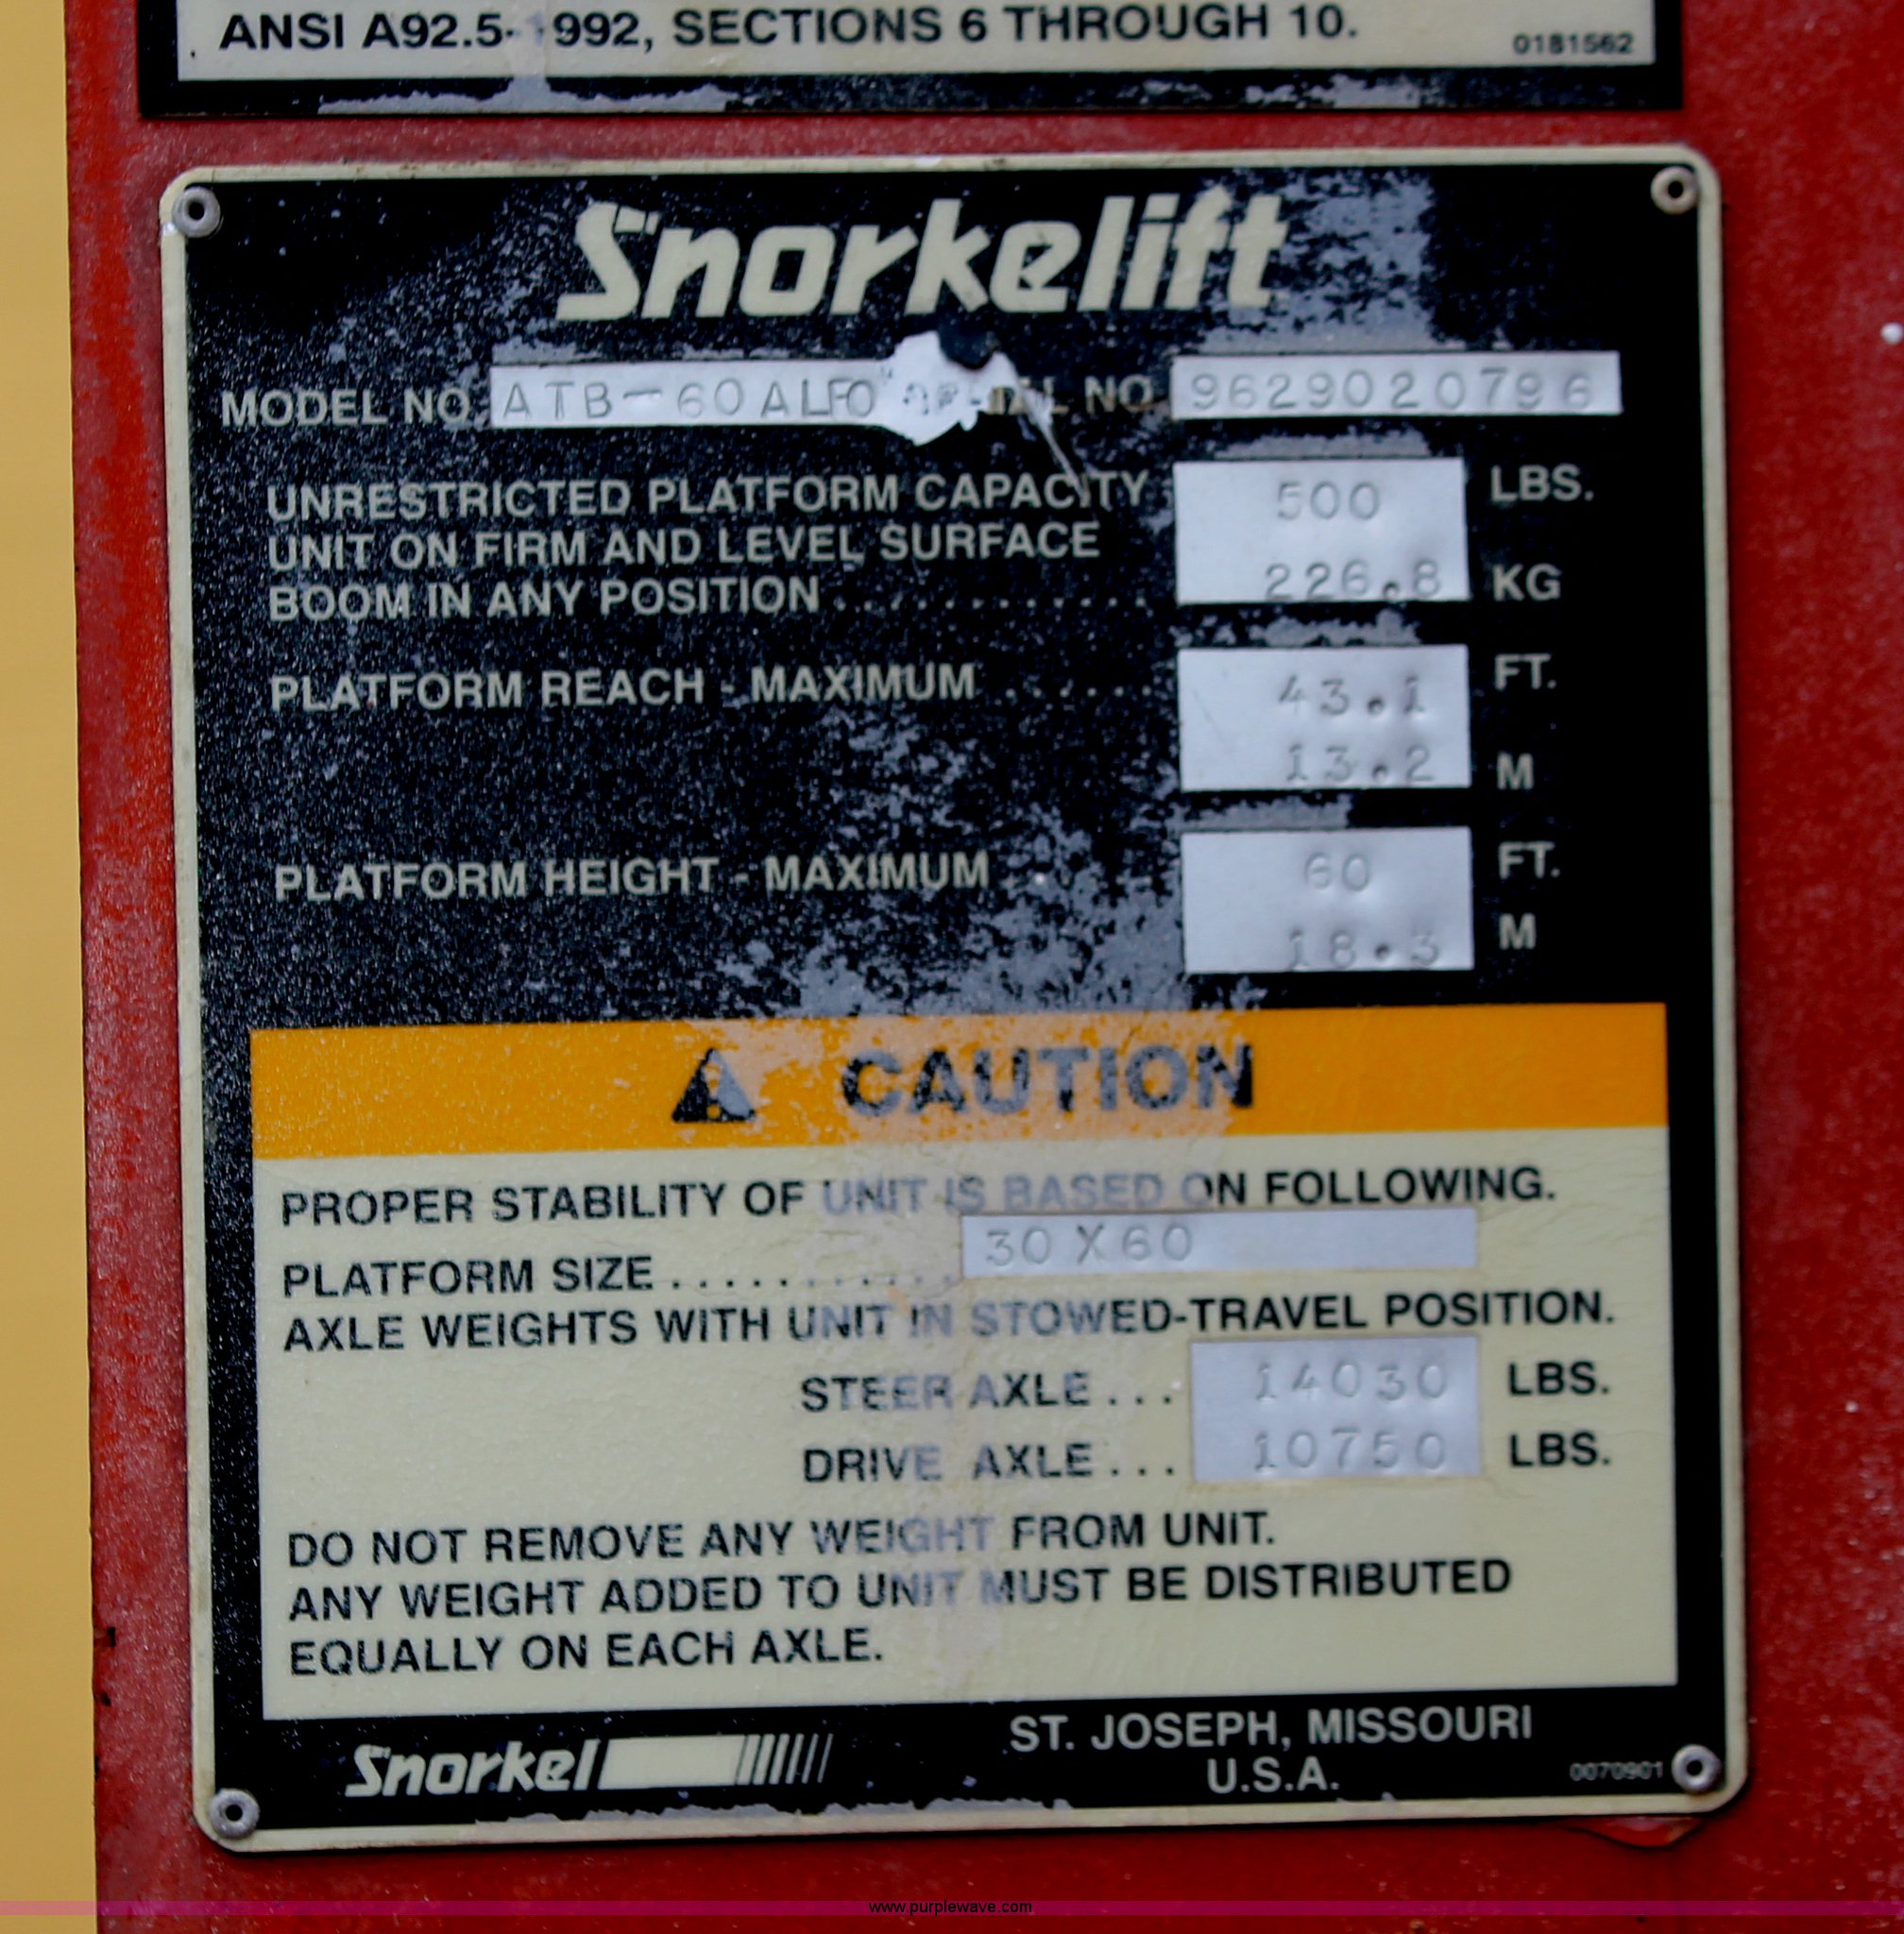 ANSI A92.5-1992, SECTIONS 6 THROUGH 10.
0181562
Snorkelift
MODEL NO. ATB-60ALFO NO. 9629020796
UNRESTRICTED PLATFORM CAPACITY 500 LBS.
UNIT ON FIRM AND LEVEL SURFACE
BOOM IN ANY POSITION ............ 226.8 KG
PLATFORM REACH - MAXIMUM ...... 43.1 FT.
13.2 M
PLATFORM HEIGHT - MAXIMUM 60 FT.
18.3 M
CAUTION
PROPER STABILITY OF UNIT IS BASED ON FOLLOWING.
PLATFORM SIZE ........... 30X60
AXLE WEIGHTS WITH UNIT IN STOWED-TRAVEL POSITION.
STEER AXLE ... 14030 LBS.
DRIVE AXLE ... 10750 LBS.
DO NOT REMOVE ANY WEIGHT FROM UNIT.
ANY WEIGHT ADDED TO UNIT MUST BE DISTRIBUTED
EQUALLY ON EACH AXLE.
Snorkel
ST. JOSEPH, MISSOURI
U.S.A.
0070901
www.purplewave.com